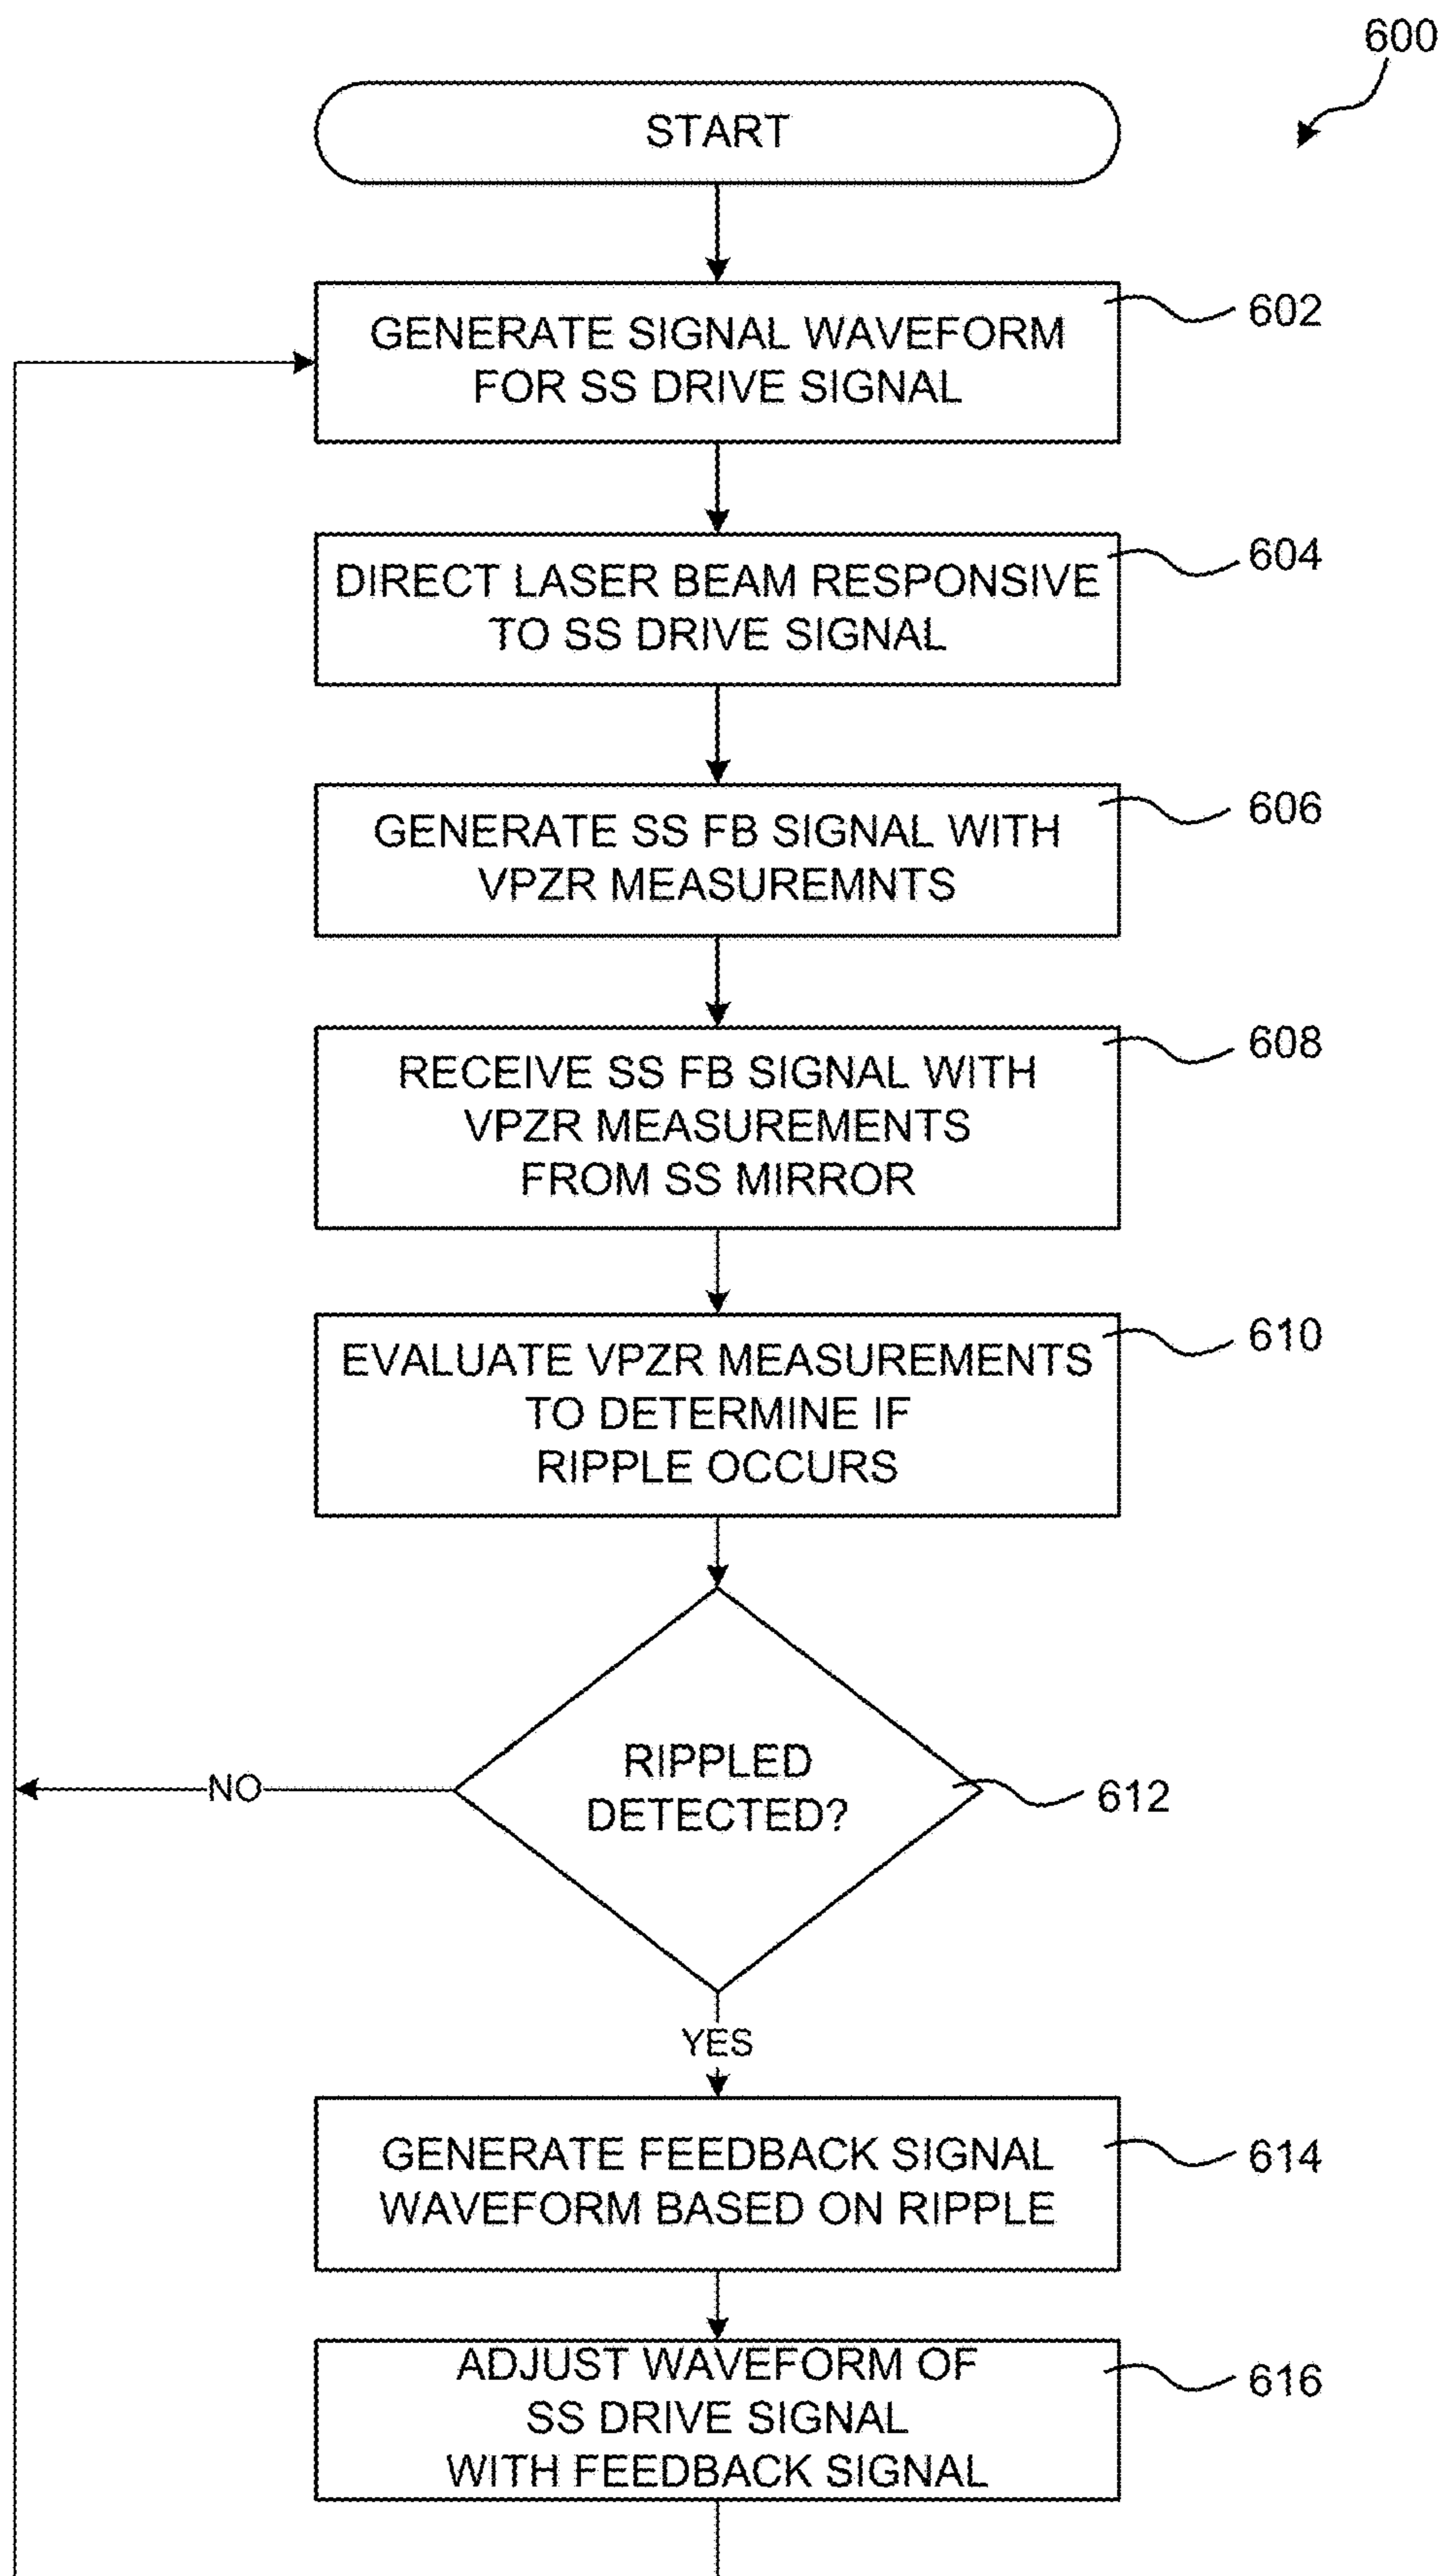 600
START
GENERATE SIGNAL WAVEFORM
FOR SS DRIVE SIGNAL
602
DIRECT LASER BEAM RESPONSIVE
TO SS DRIVE SIGNAL
604
GENERATE SS FB SIGNAL WITH
VPZR MEASUREMNTS
606
RECEIVE SS FB SIGNAL WITH
VPZR MEASUREMENTS
FROM SS MIRROR
608
EVALUATE VPZR MEASUREMENTS
TO DETERMINE IF
RIPPLE OCCURS
610
RIPPLED
DETECTED?
612
NO
YES
GENERATE FEEDBACK SIGNAL
WAVEFORM BASED ON RIPPLE
614
ADJUST WAVEFORM OF
SS DRIVE SIGNAL
WITH FEEDBACK SIGNAL
616